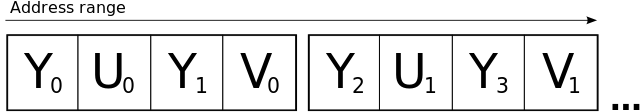 Address range
Y₀ U₀ Y₁ V₀ Y₂ U₁ Y₃ V₁ ...